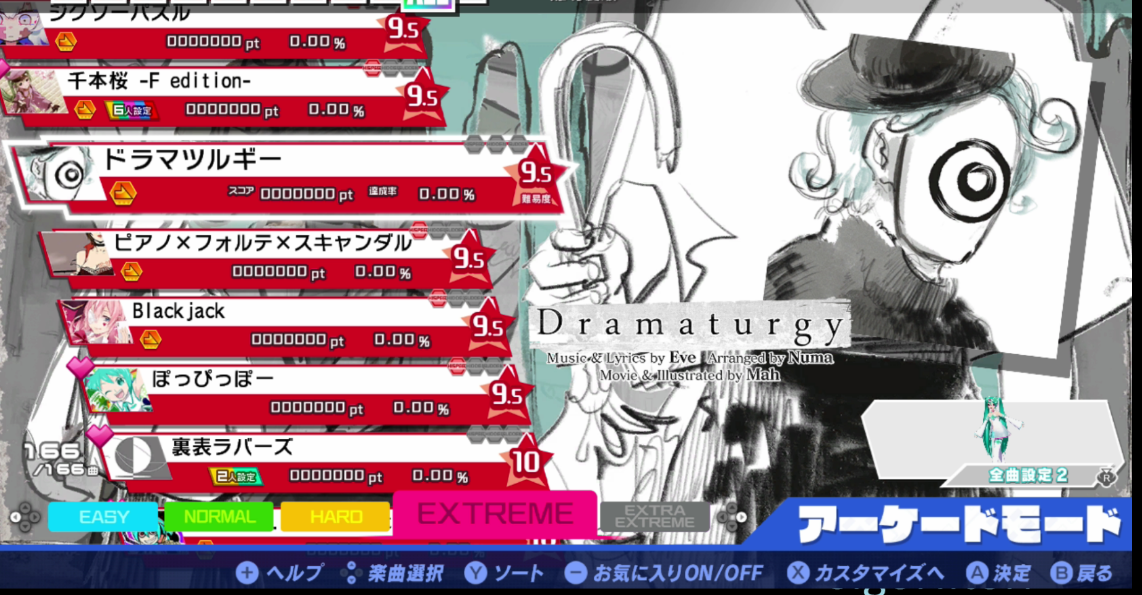 ジグソーパズル
0000000 pt 0.00 %
9.5
千本桜 -F edition-
6人設定 0000000 pt 0.00 %
9.5
ドラマツルギー
スコア 0000000 pt 達成率 0.00 %
9.5
難易度
ピアノ×フォルテ×スキャンダル
0000000 pt 0.00 %
9.5
Blackjack
0000000 pt 0.00 %
9.5
ぽっぴっぽー
0000000 pt 0.00 %
9.5
裏表ラバーズ
2人設定 0000000 pt 0.00 %
10
166
/166曲
Dramaturgy
Music & Lyrics by Eve Arranged by Numa
Movie & Illustrated by Mah
全曲設定2
R
EASY NORMAL HARD EXTREME EXTRA EXTREME
アーケードモード
+ ヘルプ 楽曲選択 Y ソート - お気に入りON/OFF X カスタマイズへ A 決定 B 戻る